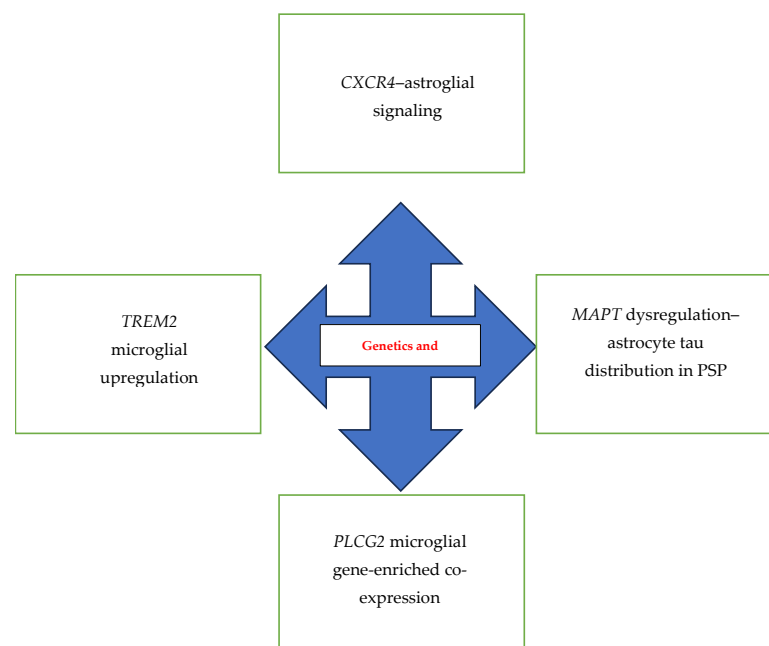 CXCR4–astroglial
signaling
TREM2
microglial
upregulation
Genetics and
MAPT dysregulation–
astrocyte tau
distribution in PSP
PLCG2 microglial
gene-enriched co-
expression